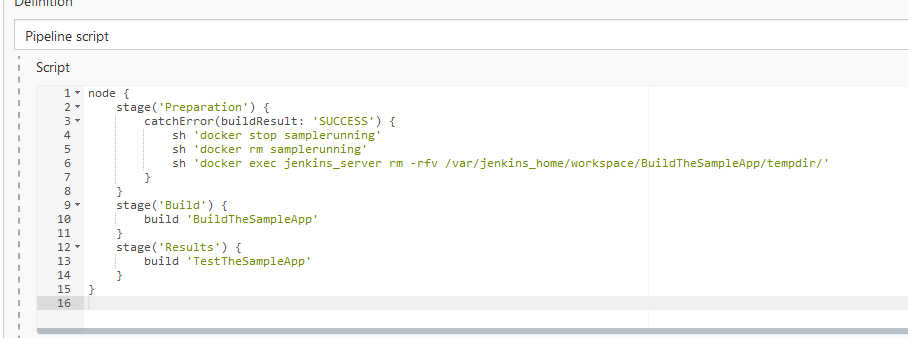 Definition
Pipeline script
Script
1 node {
2     stage('Preparation') {
3         catchError(buildResult: 'SUCCESS') {
4             sh 'docker stop samplerunning'
5             sh 'docker rm samplerunning'
6             sh 'docker exec jenkins_server rm -rfv /var/jenkins_home/workspace/BuildTheSampleApp/tempdir/'
7         }
8     }
9     stage('Build') {
10         build 'BuildTheSampleApp'
11     }
12     stage('Results') {
13         build 'TestTheSampleApp'
14     }
15 }
16